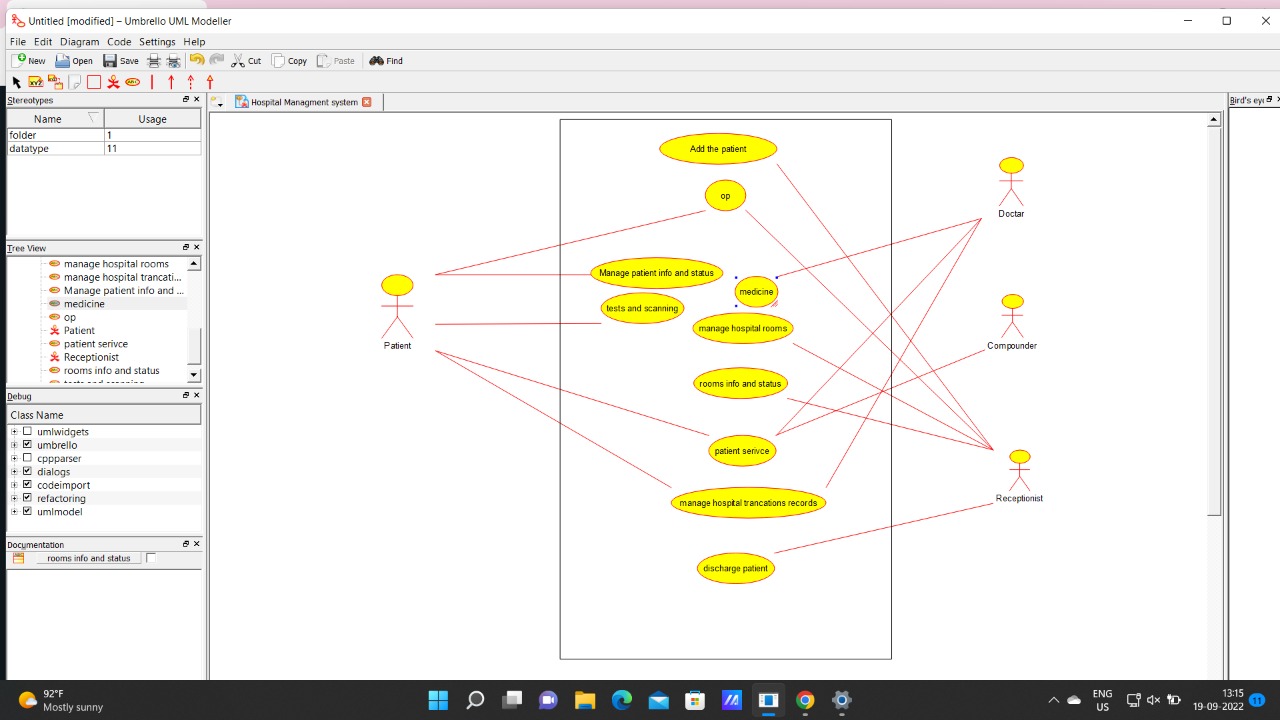 Untitled [modified] – Umbrello UML Modeller
File Edit Diagram Code Settings Help
New Open Save Cut Copy Paste Find
Stereotypes
Name Usage
folder 1
datatype 11
Tree View
manage hospital rooms
manage hospital trancati...
Manage patient info and ...
medicine
op
Patient
patient serivce
Receptionist
rooms info and status
tests and scanning
Debug
Class Name
umlwidgets
umbrello
cppparser
dialogs
codeimport
refactoring
umlmodel
Documentation
rooms info and status
Hospital Managment system
Bird's eye
Add the patient
op
Manage patient info and status
medicine
tests and scanning
manage hospital rooms
rooms info and status
patient serivce
manage hospital trancations records
discharge patient
Patient
Doctar
Compounder
Receptionist
92°F
Mostly sunny
ENG
US
13:15
19-09-2022
11